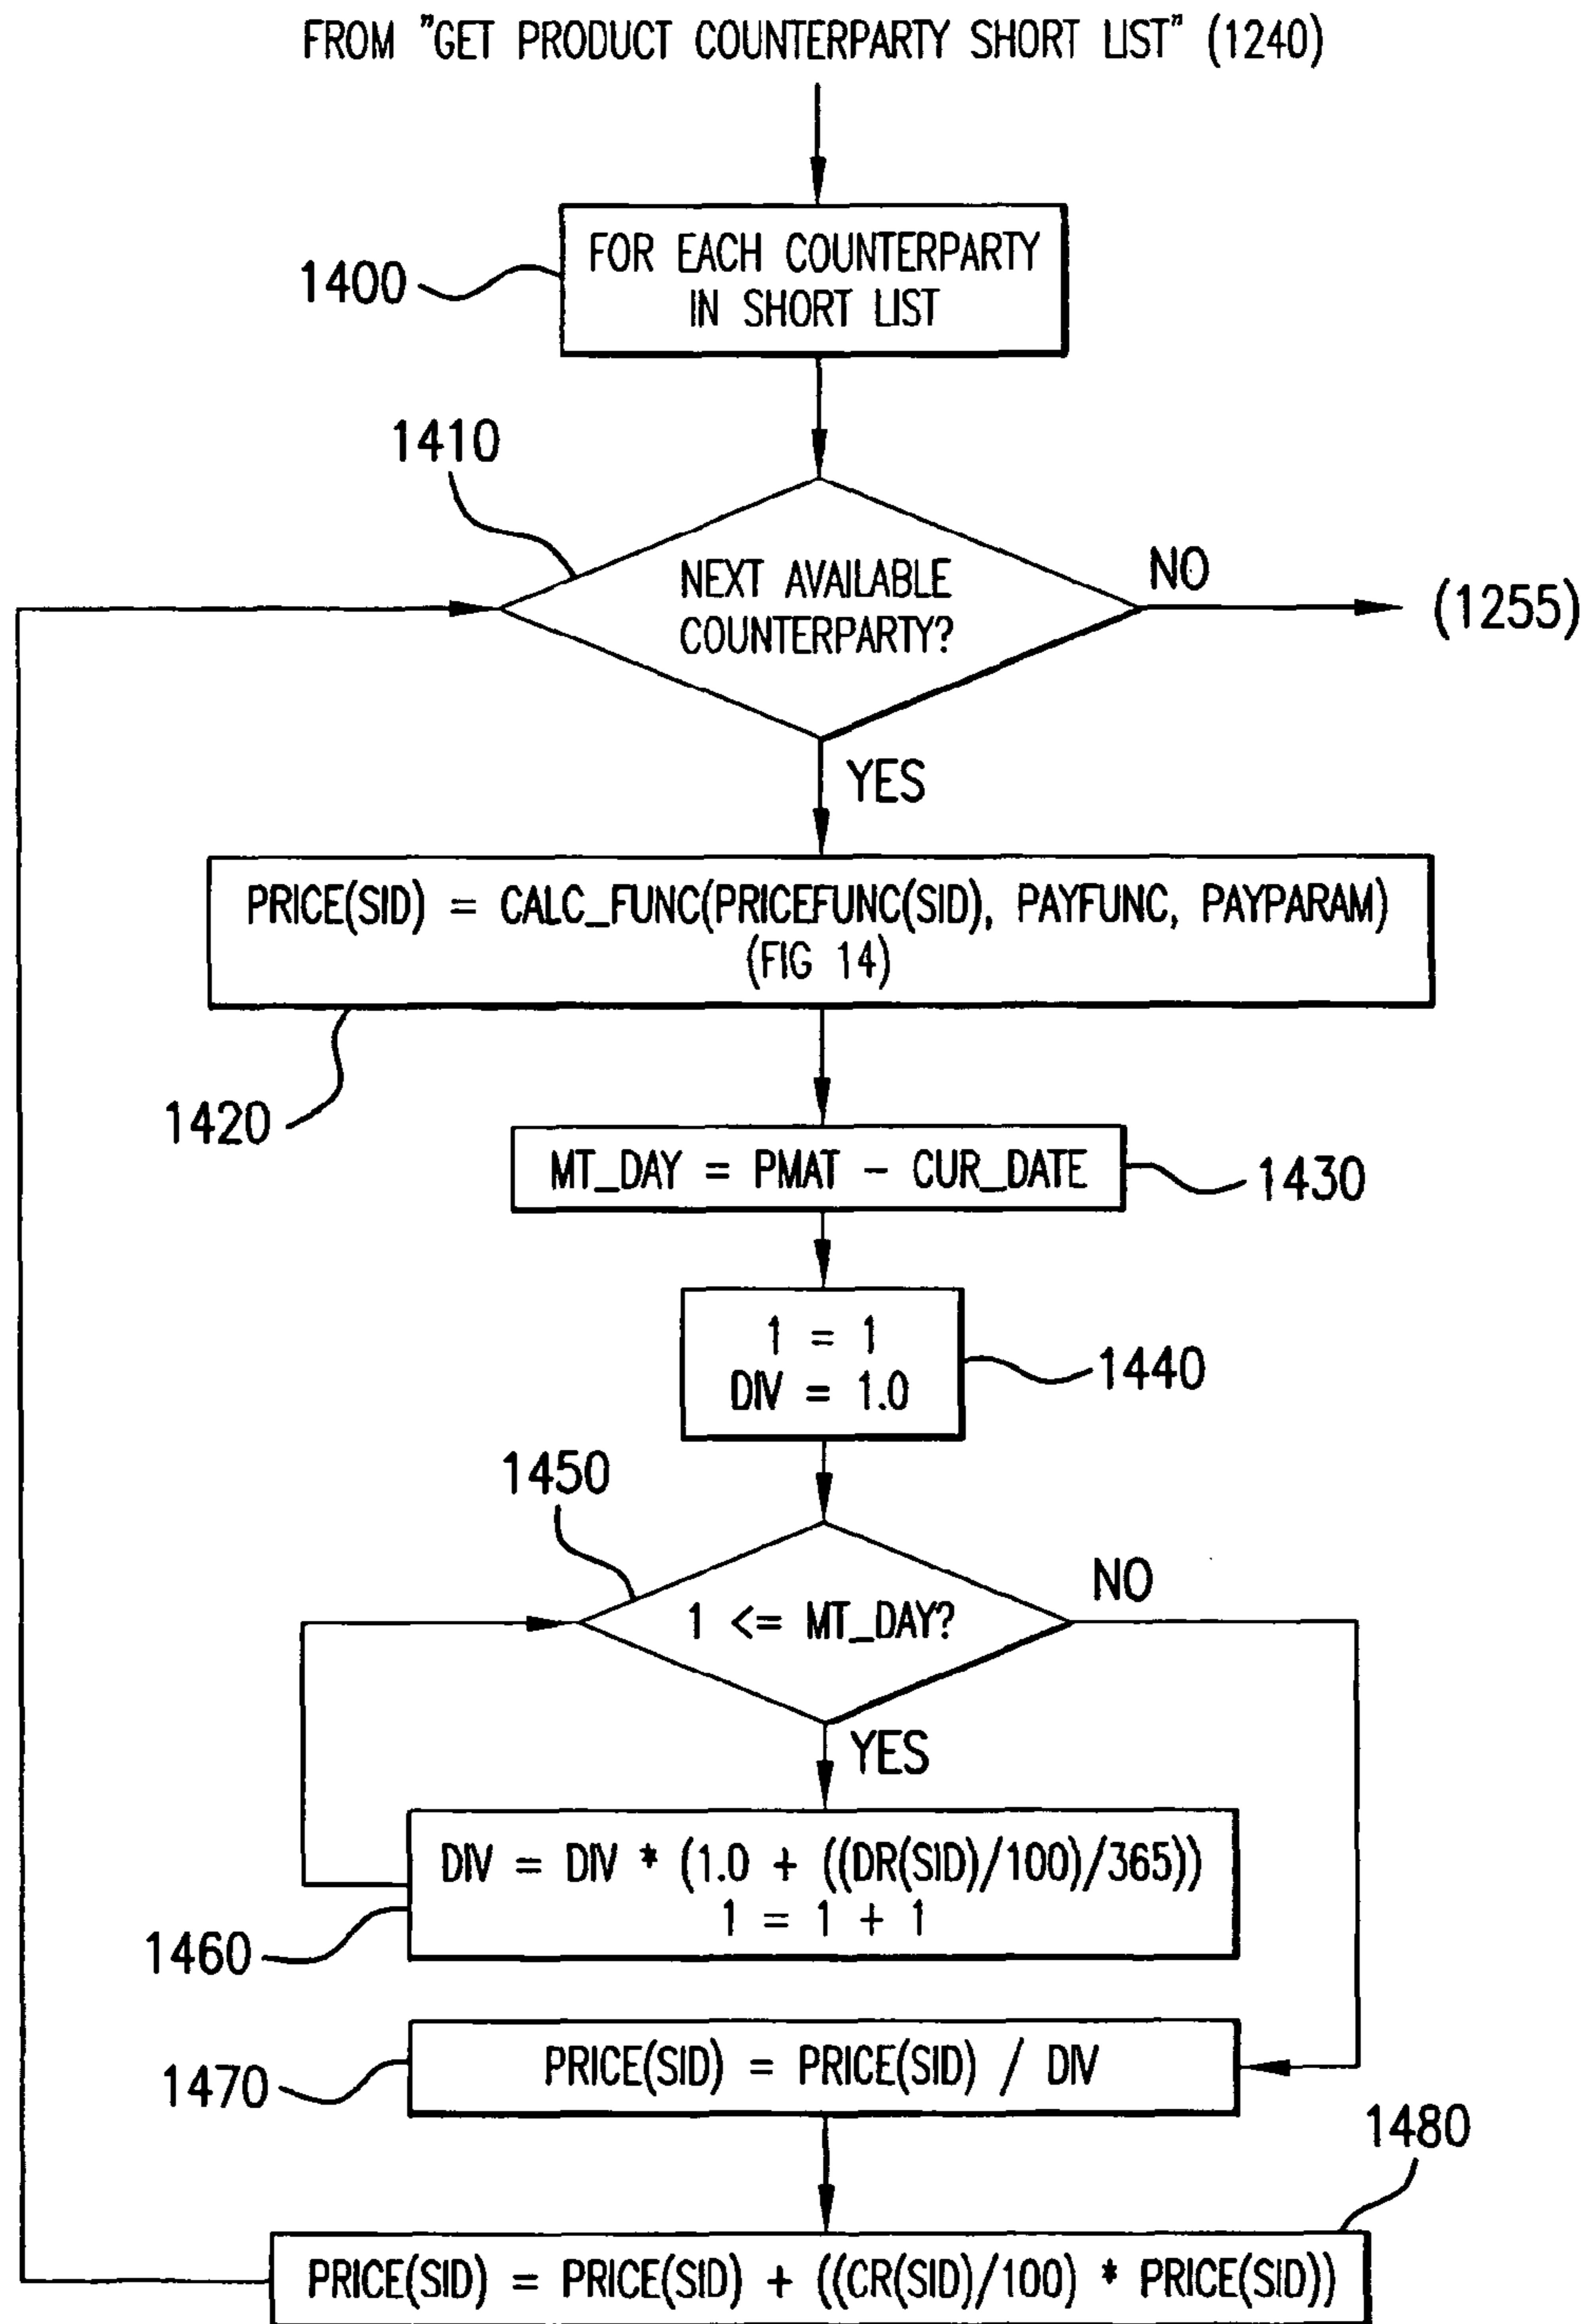 FROM "GET PRODUCT COUNTERPARTY SHORT LIST" (1240)
FOR EACH COUNTERPARTY
IN SHORT LIST
1400
1410
NEXT AVAILABLE
COUNTERPARTY?
NO
(1255)
YES
PRICE(SID) = CALC_FUNC(PRICEFUNC(SID), PAYFUNC, PAYPARAM)
(FIG 14)
1420
MT_DAY = PMAT - CUR_DATE
1430
1 = 1
DIV = 1.0
1440
1450
1 <= MT_DAY?
NO
YES
DIV = DIV * (1.0 + ((DR(SID)/100)/365))
1 = 1 + 1
1460
PRICE(SID) = PRICE(SID) / DIV
1470
1480
PRICE(SID) = PRICE(SID) + ((CR(SID)/100) * PRICE(SID))